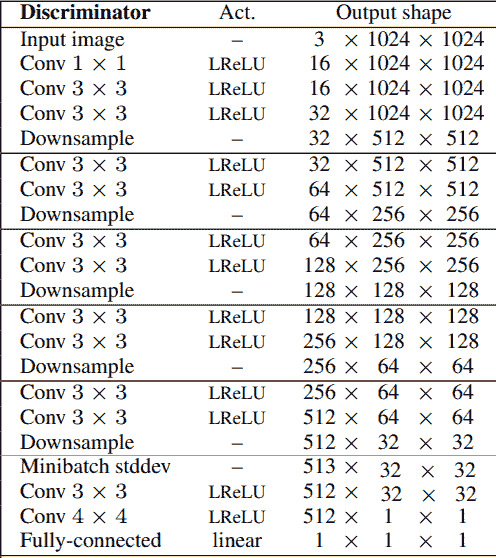 Discriminator Act. Output shape
Input image – 3 × 1024 × 1024
Conv 1 × 1 LReLU 16 × 1024 × 1024
Conv 3 × 3 LReLU 16 × 1024 × 1024
Conv 3 × 3 LReLU 32 × 1024 × 1024
Downsample – 32 × 512 × 512
Conv 3 × 3 LReLU 32 × 512 × 512
Conv 3 × 3 LReLU 64 × 512 × 512
Downsample – 64 × 256 × 256
Conv 3 × 3 LReLU 64 × 256 × 256
Conv 3 × 3 LReLU 128 × 256 × 256
Downsample – 128 × 128 × 128
Conv 3 × 3 LReLU 128 × 128 × 128
Conv 3 × 3 LReLU 256 × 128 × 128
Downsample – 256 × 64 × 64
Conv 3 × 3 LReLU 256 × 64 × 64
Conv 3 × 3 LReLU 512 × 64 × 64
Downsample – 512 × 32 × 32
Minibatch stddev – 513 × 32 × 32
Conv 3 × 3 LReLU 512 × 32 × 32
Conv 4 × 4 LReLU 512 × 1 × 1
Fully-connected linear 1 × 1 × 1